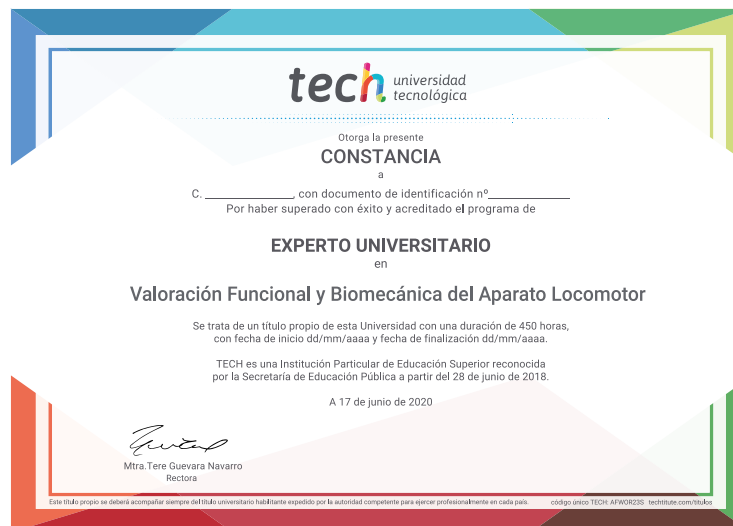 tech universidad
tecnológica
Otorga la presente
CONSTANCIA
a
C. ________________, con documento de identificación nº______________
Por haber superado con éxito y acreditado el programa de
EXPERTO UNIVERSITARIO
en
Valoración Funcional y Biomecánica del Aparato Locomotor
Se trata de un título propio de esta Universidad con una duración de 450 horas,
con fecha de inicio dd/mm/aaaa y fecha de finalización dd/mm/aaaa.
TECH es una Institución Particular de Educación Superior reconocida
por la Secretaría de Educación Pública a partir del 28 de junio de 2018.
A 17 de junio de 2020
Mtra.Tere Guevara Navarro
Rectora
Este título propio se deberá acompañar siempre del título universitario habilitante expedido por la autoridad competente para ejercer profesionalmente en cada país. código único TECH: AFWOR23S techtitute.com/titulos